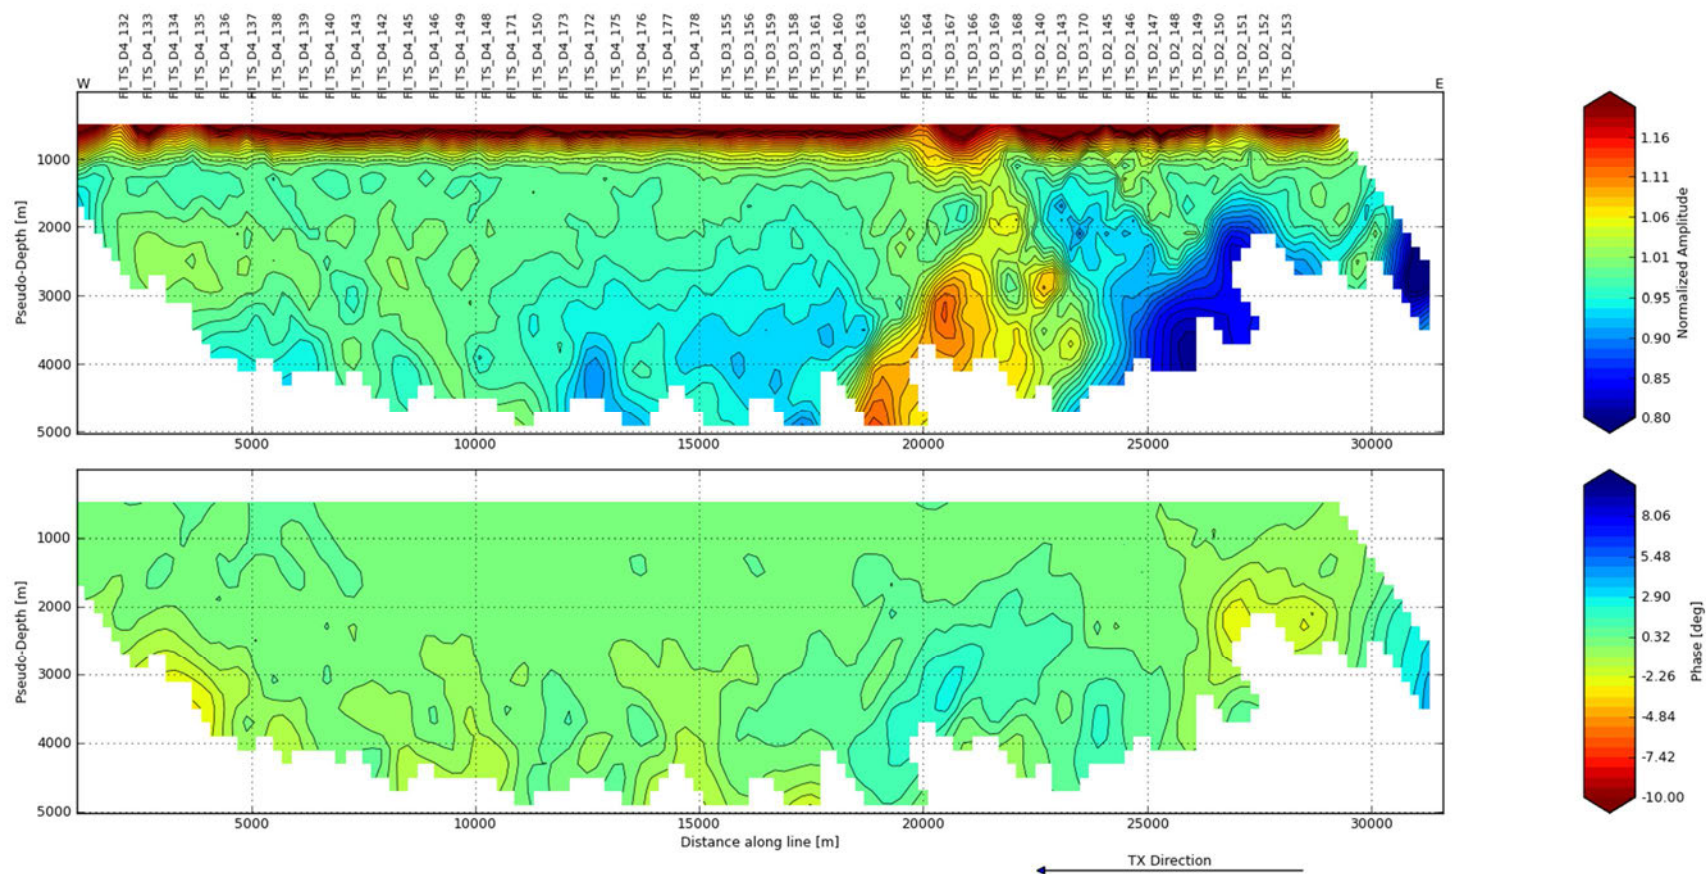 FI_TS_D4_132
FI_TS_D4_133
FI_TS_D4_134
FI_TS_D4_135
FI_TS_D4_136
FI_TS_D4_137
FI_TS_D4_138
FI_TS_D4_139
FI_TS_D4_140
FI_TS_D4_143
FI_TS_D4_142
FI_TS_D4_145
FI_TS_D4_146
FI_TS_D4_149
FI_TS_D4_148
FI_TS_D4_171
FI_TS_D4_150
FI_TS_D4_173
FI_TS_D4_172
FI_TS_D4_175
FI_TS_D4_176
FI_TS_D4_177
FI_TS_D4_178
FI_TS_D3_155
FI_TS_D3_156
FI_TS_D3_159
FI_TS_D3_158
FI_TS_D3_161
FI_TS_D3_160
FI_TS_D3_163
FI_TS_D3_165
FI_TS_D3_164
FI_TS_D3_167
FI_TS_D3_166
FI_TS_D3_169
FI_TS_D3_168
FI_TS_D2_140
FI_TS_D2_143
FI_TS_D3_170
FI_TS_D2_145
FI_TS_D2_146
FI_TS_D2_147
FI_TS_D2_148
FI_TS_D2_149
FI_TS_D2_150
FI_TS_D2_151
FI_TS_D2_152
FI_TS_D2_153
W
E
Pseudo-Depth [m]
1000
2000
3000
4000
5000
5000
10000
15000
20000
25000
30000
1.16
1.11
1.06
1.01
0.95
0.90
0.85
0.80
Normalized Amplitude
Pseudo-Depth [m]
1000
2000
3000
4000
5000
5000
10000
15000
20000
25000
30000
Distance along line [m]
8.06
5.48
2.90
0.32
-2.26
-4.84
-7.42
-10.00
Phase [deg]
TX Direction